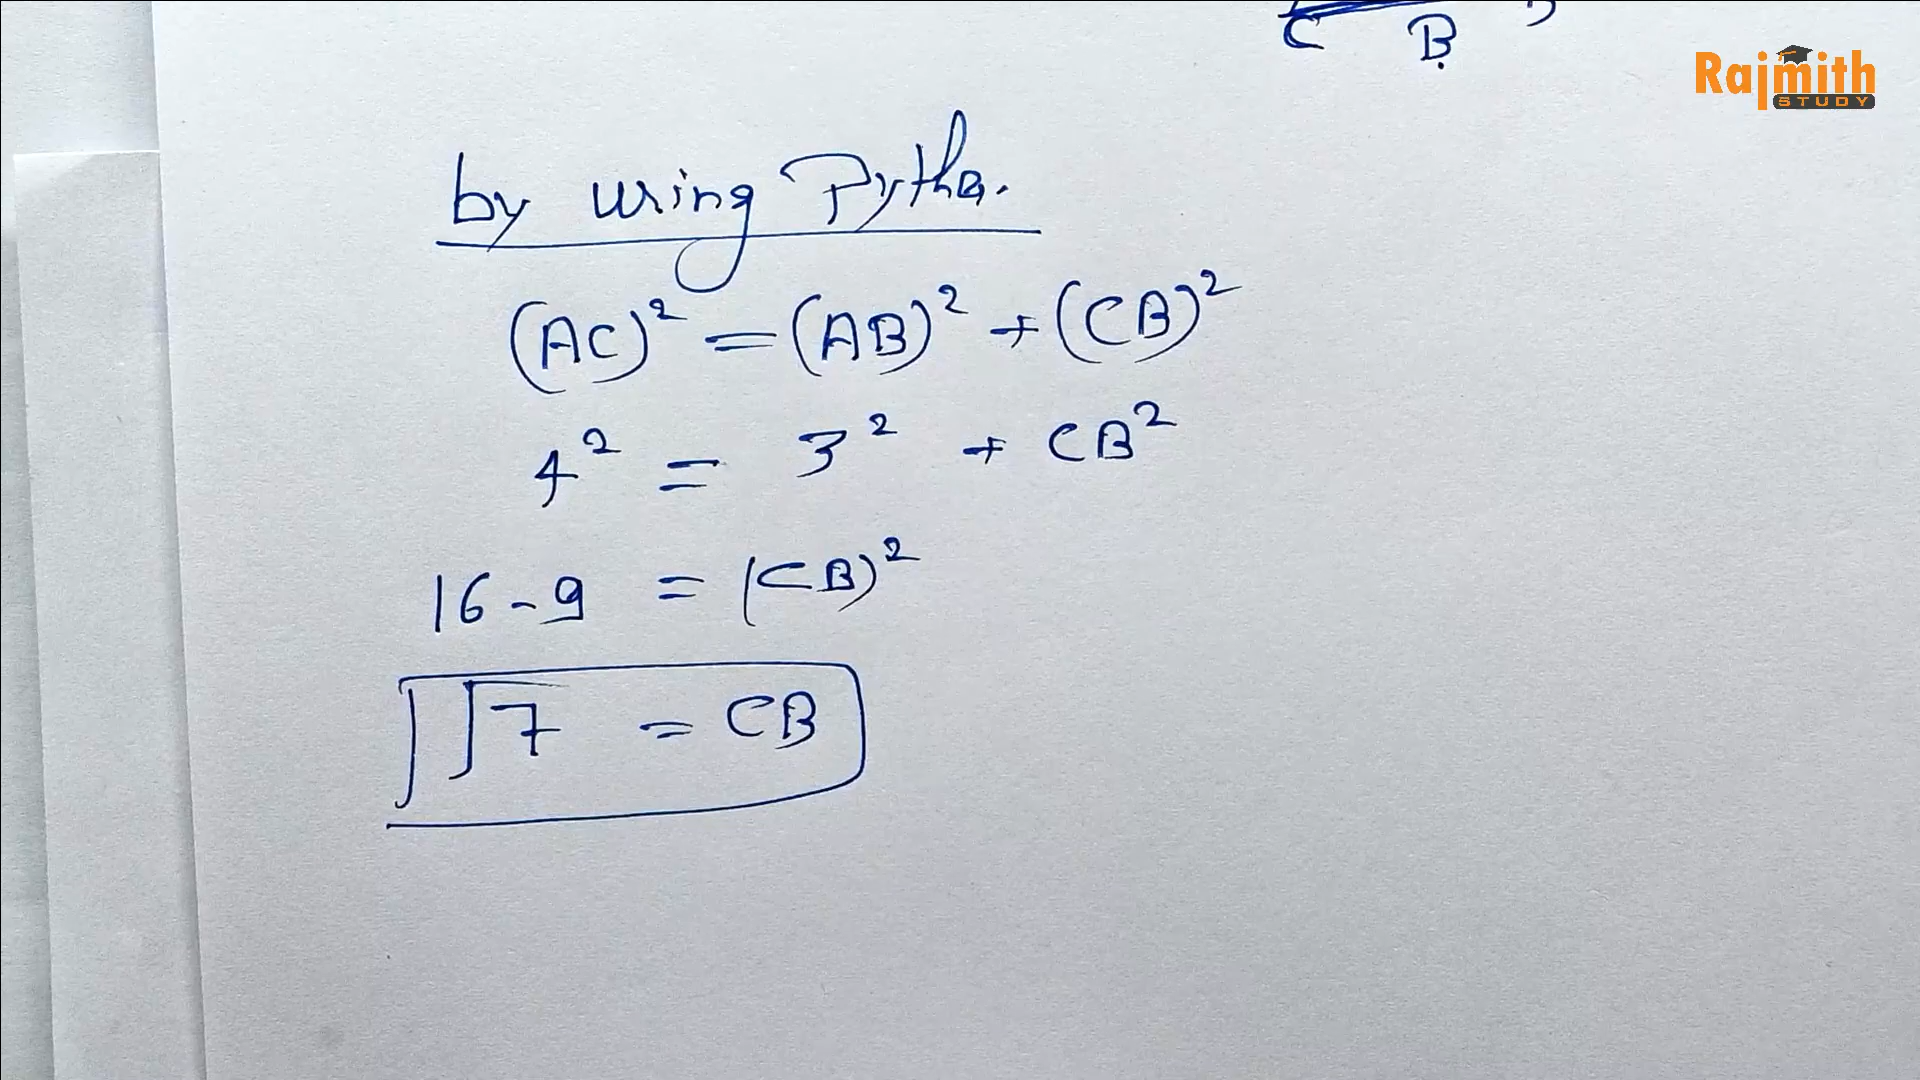 C B
Rajmith
STUDY
by using Pytha.
(AC)² = (AB)² + (CB)²
4² = 3² + CB²
16 - 9 = (CB)²
√7 = CB